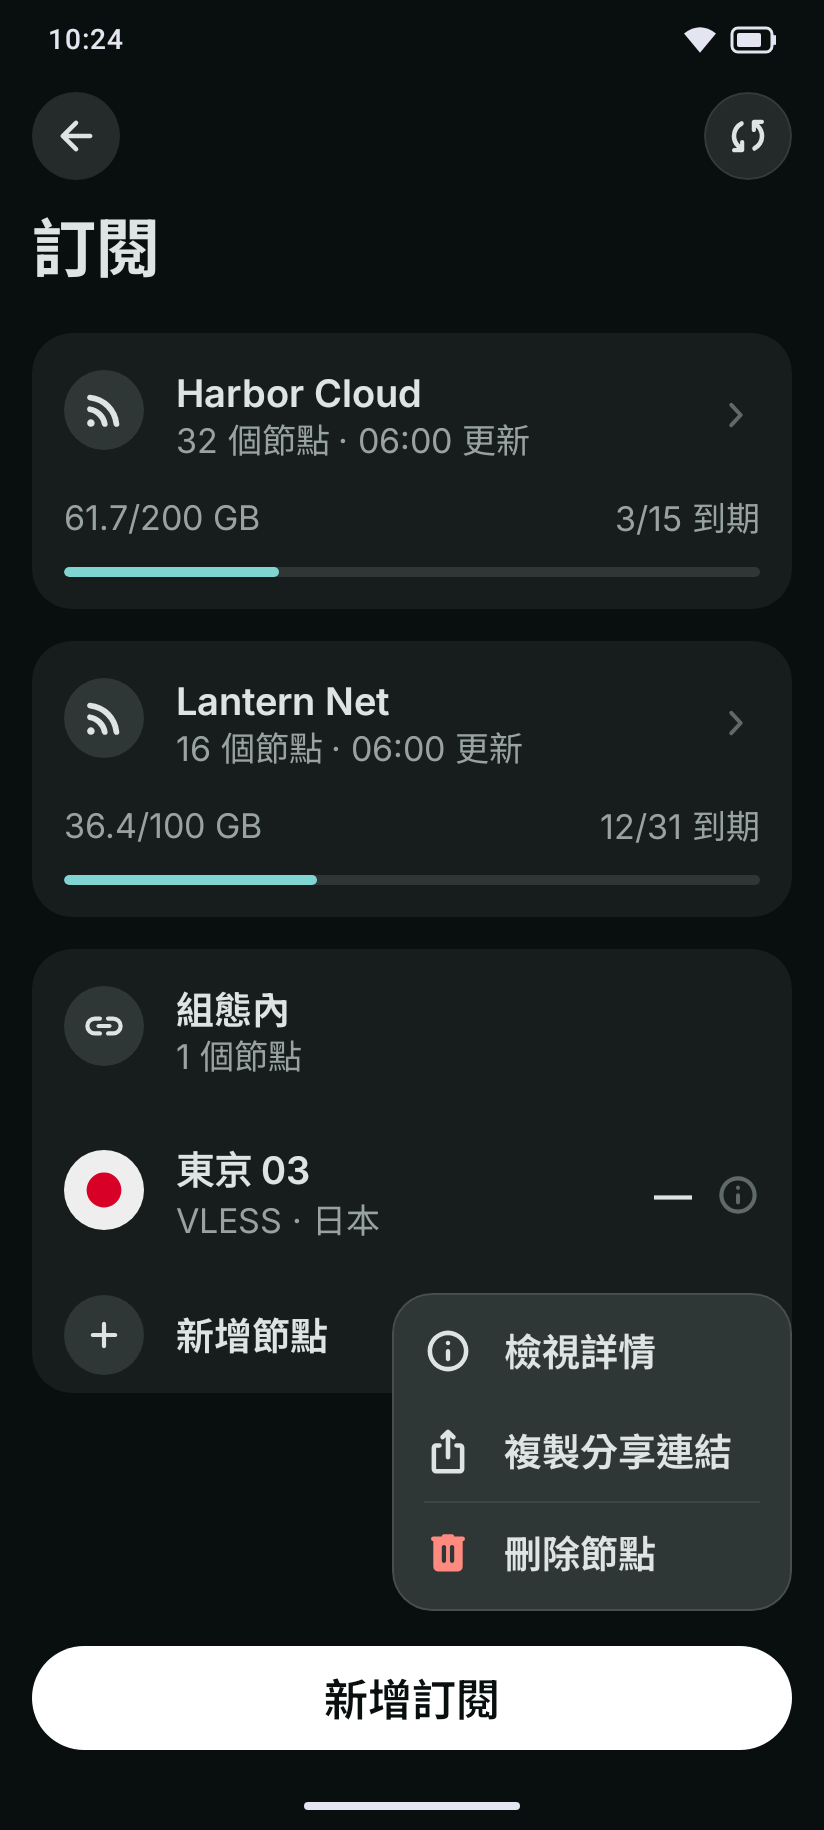 10:24
訂閱
Harbor Cloud
32 個節點 · 06:00 更新
61.7/200 GB
3/15 到期
Lantern Net
16 個節點 · 06:00 更新
36.4/100 GB
12/31 到期
組態內
1 個節點
東京 03
VLESS · 日本
—
新增節點
檢視詳情
複製分享連結
刪除節點
新增訂閱